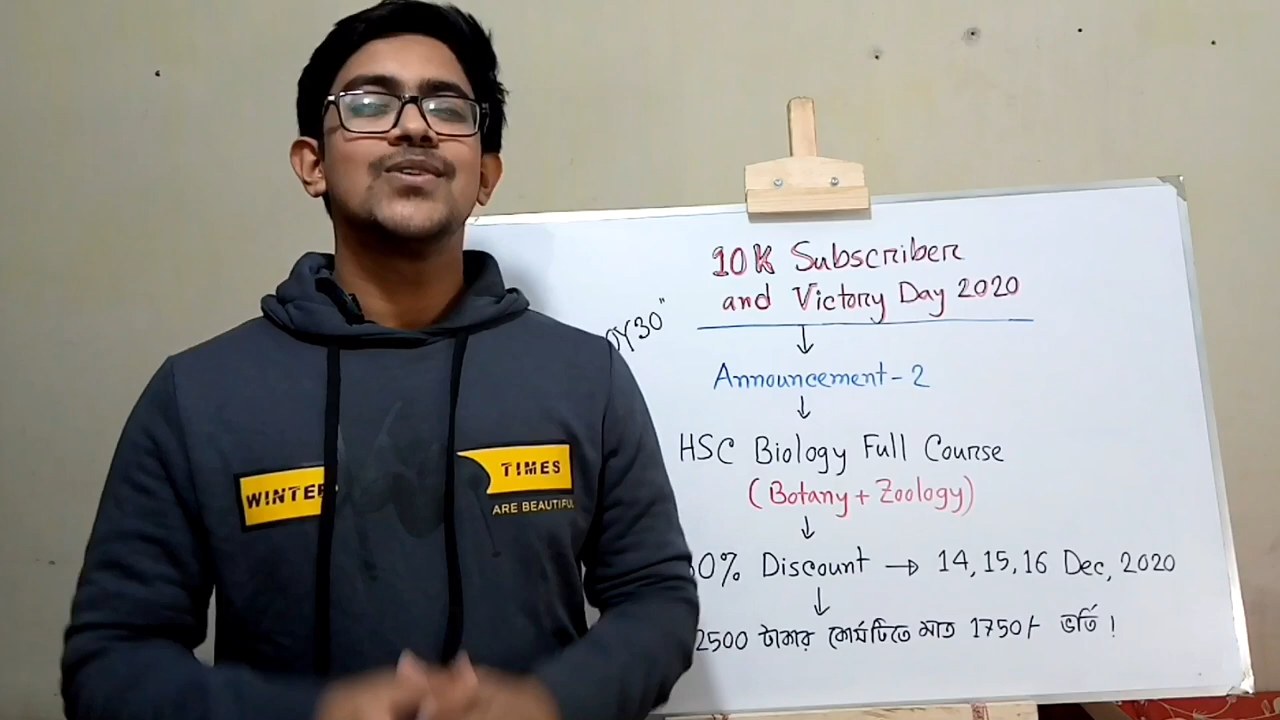 10K Subscriber
and Victory Day 2020
Announcement - 2
HSC Biology Full Course
(Botany + Zoology)
0% Discount → 14, 15, 16 Dec, 2020
2500 টাকার কোর্সটিতে মাত্র 1750/- ভর্তি !
Y30"
WINTER
TIMES
ARE BEAUTIFUL